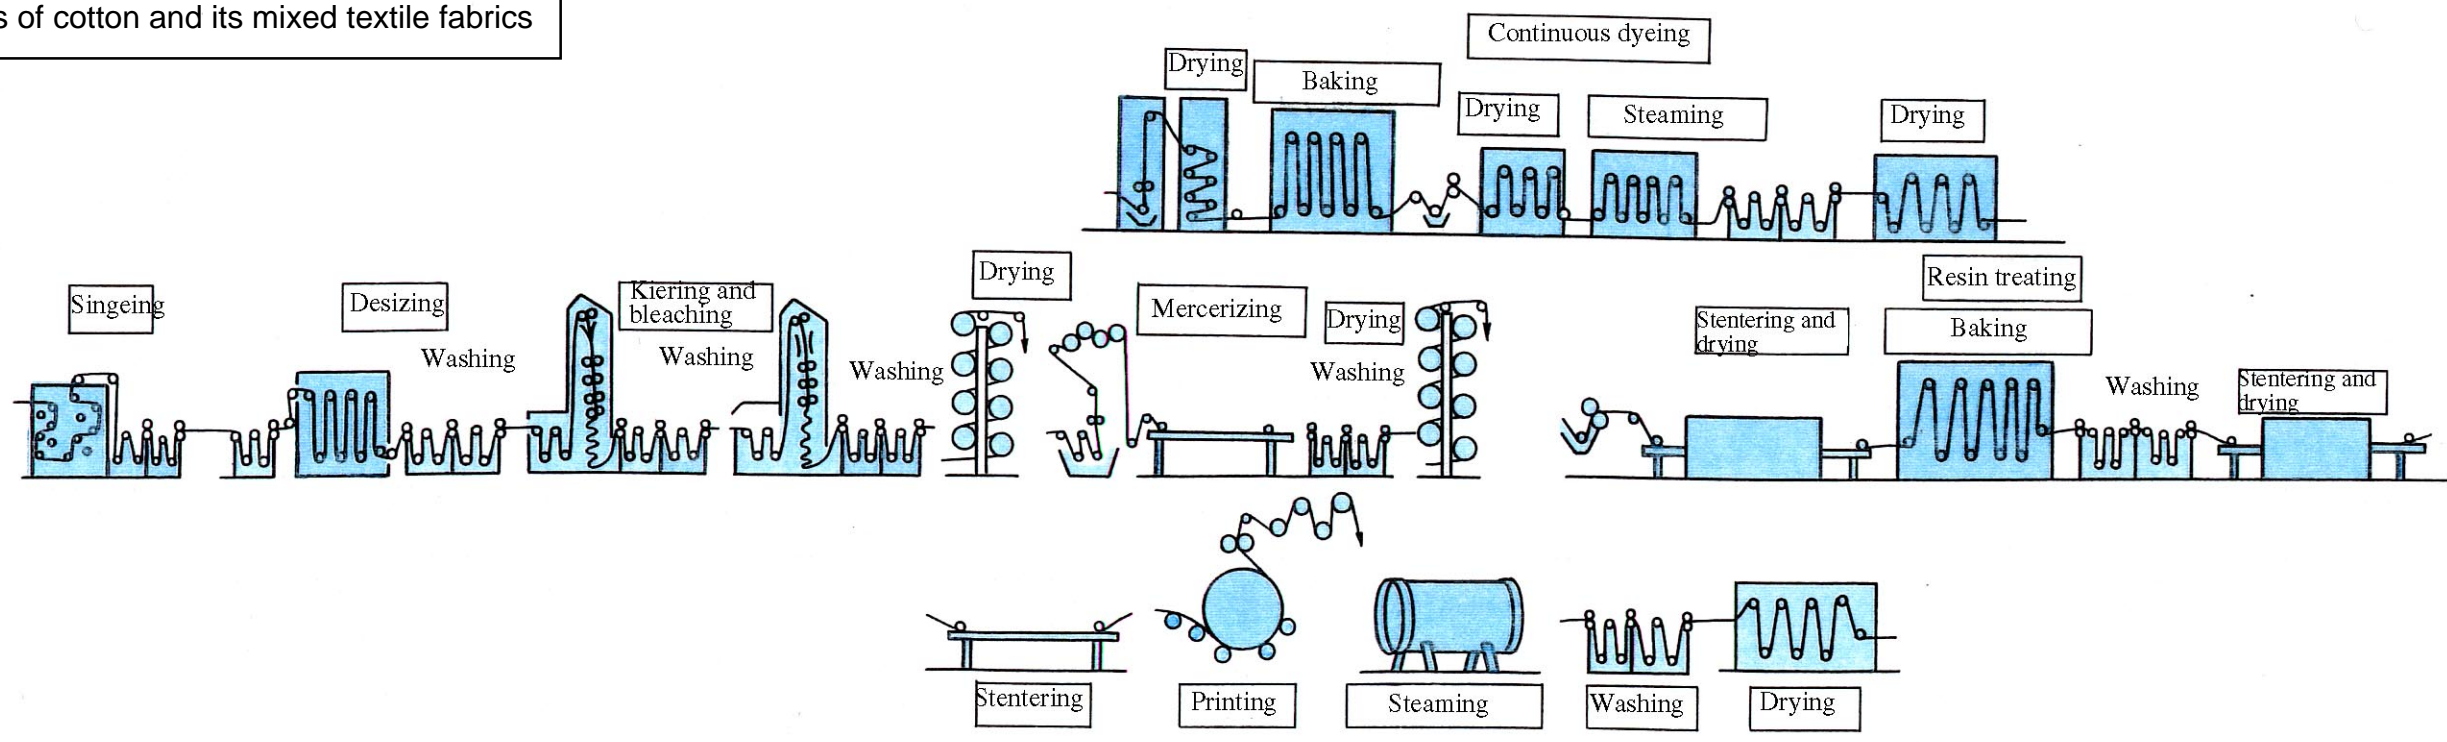 s of cotton and its mixed textile fabrics
Continuous dyeing
Drying
Baking
Drying
Steaming
Drying
Singeing
Desizing
Washing
Kiering and
bleaching
Washing
Washing
Drying
Mercerizing
Drying
Washing
Resin treating
Stentering and
drying
Baking
Washing
Stentering and
drying
Stentering
Printing
Steaming
Washing
Drying